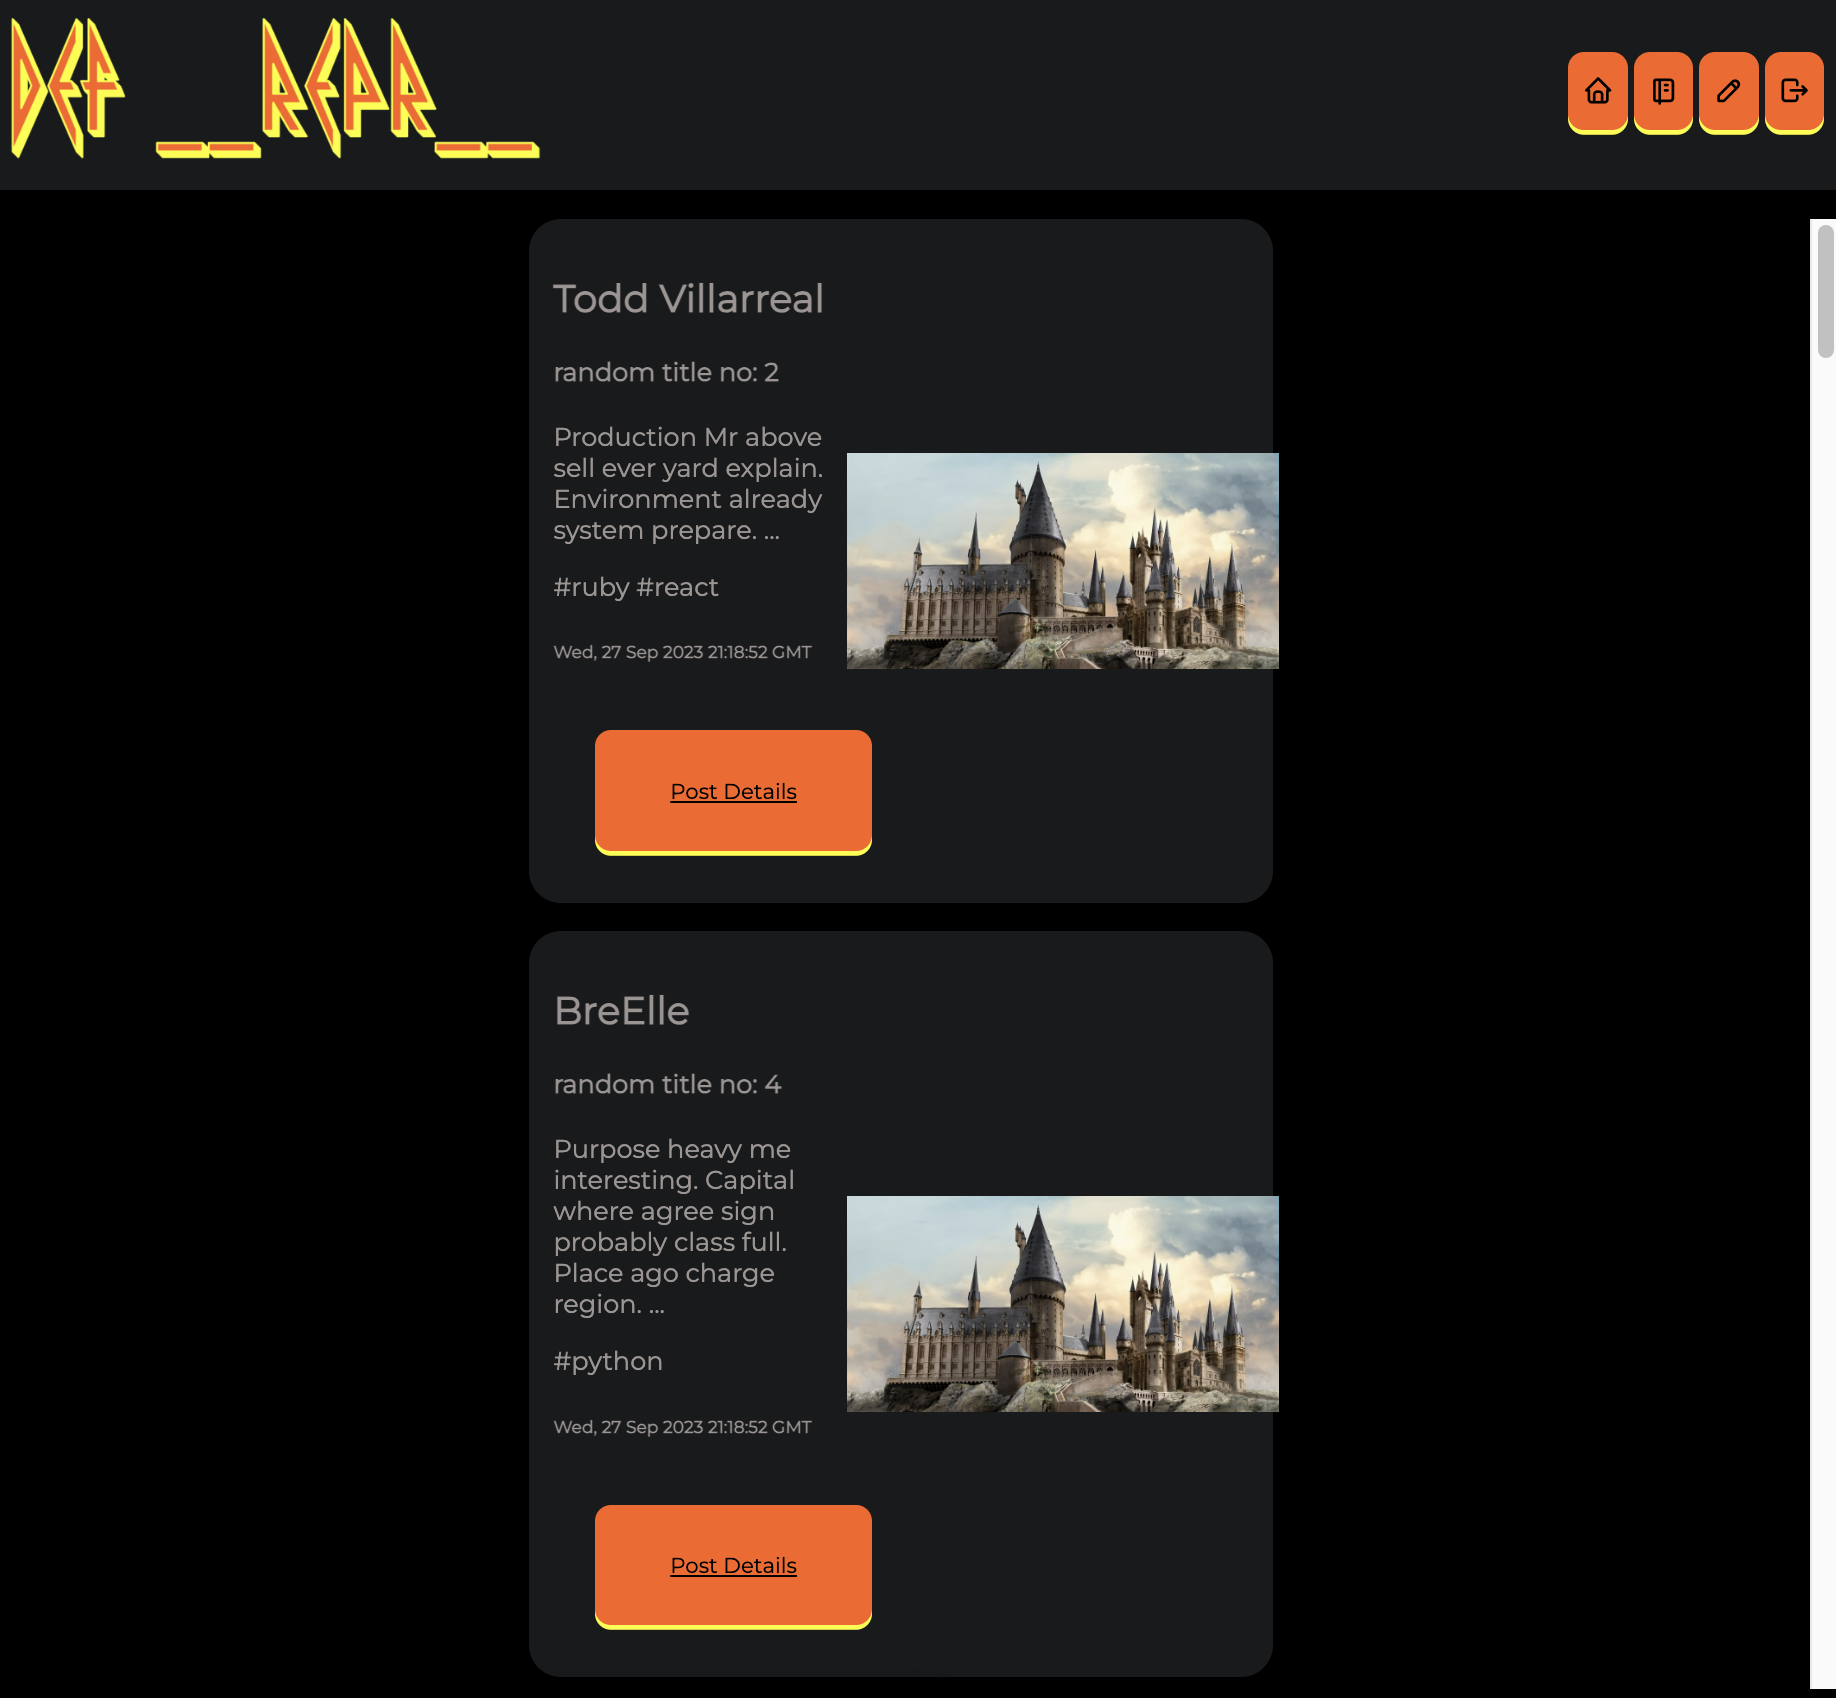 DEF __REPR__
Todd Villarreal
random title no: 2
Production Mr above
sell ever yard explain.
Environment already
system prepare. ...
#ruby #react
Wed, 27 Sep 2023 21:18:52 GMT
Post Details
BreElle
random title no: 4
Purpose heavy me
interesting. Capital
where agree sign
probably class full.
Place ago charge
region. ...
#python
Wed, 27 Sep 2023 21:18:52 GMT
Post Details